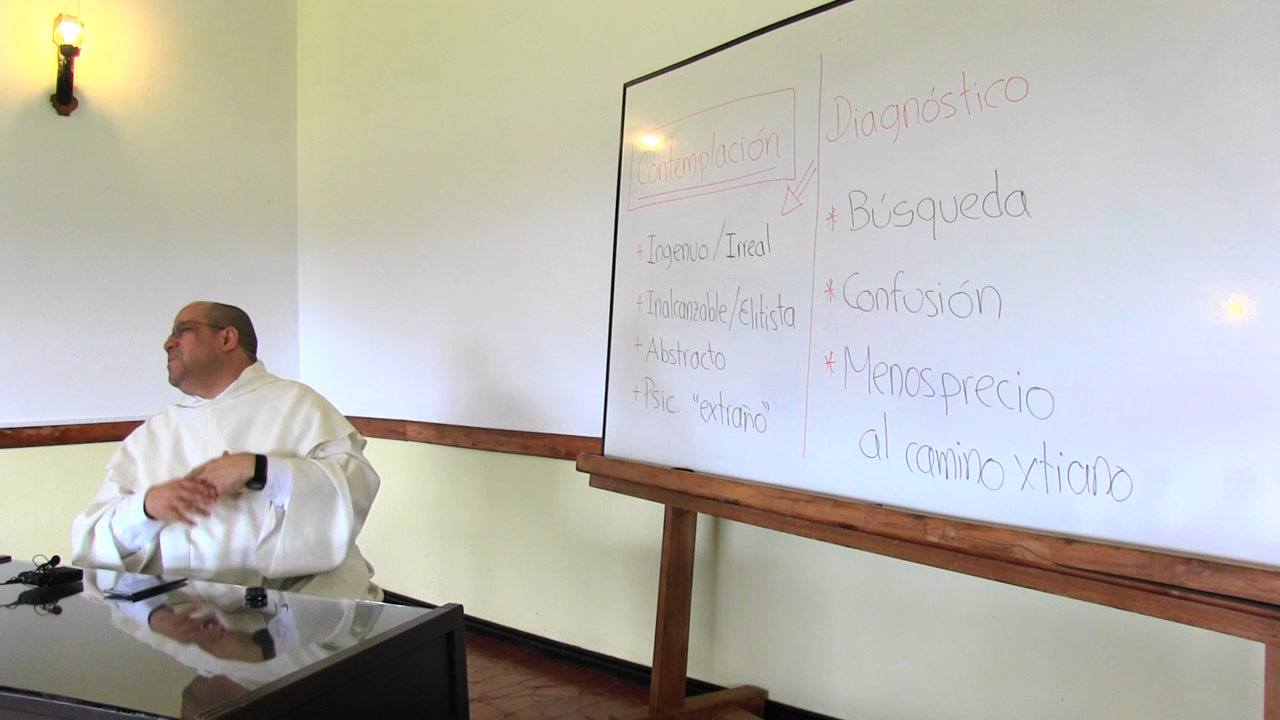 Contemplación
+ Ingenuo/Irreal
+ Inalcanzable/Elitista
+ Abstracto
+ Psic. "extraño"
Diagnóstico
* Búsqueda
* Confusión
* Menosprecio
al camino xtiano